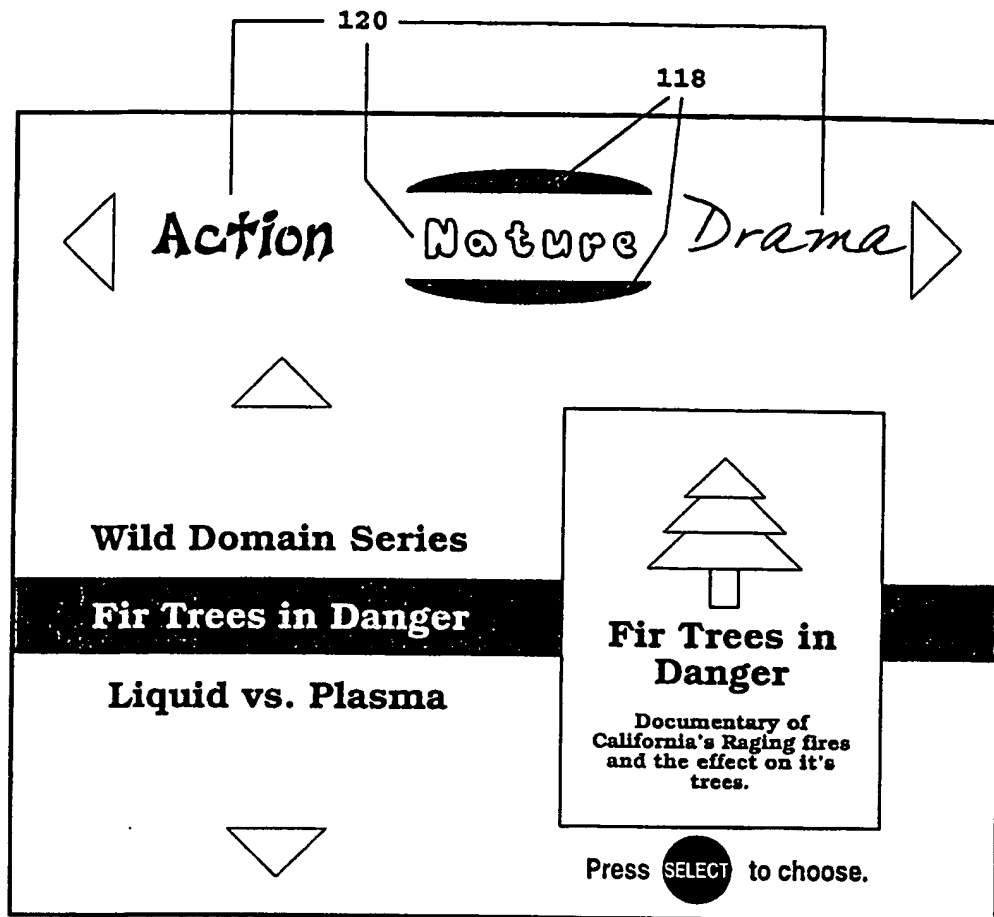 120
118
Action Nature Drama
Wild Domain Series
Fir Trees in Danger
Liquid vs. Plasma
Fir Trees in
Danger
Documentary of
California's Raging fires
and the effect on it's
trees.
Press SELECT to choose.